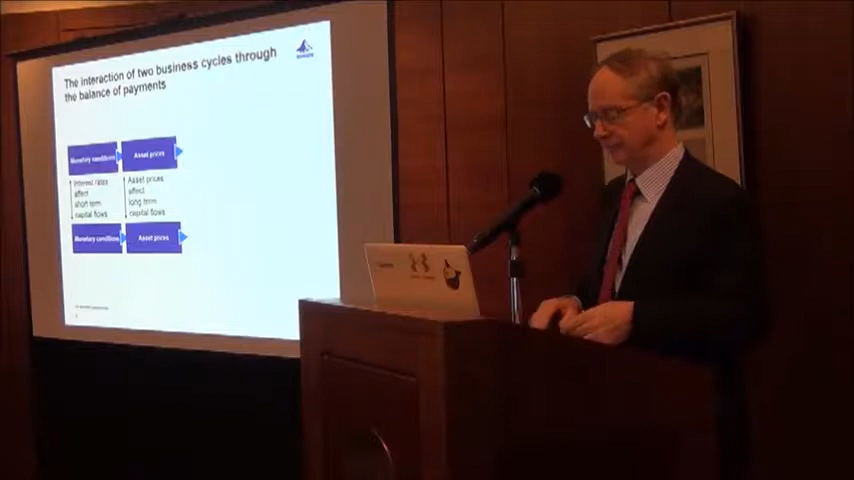 The interaction of two business cycles through
the balance of payments
Monetary conditions
Asset prices
Interest rates
affect
short term
capital flows
Asset prices
affect
long term
capital flows
Monetary conditions
Asset prices